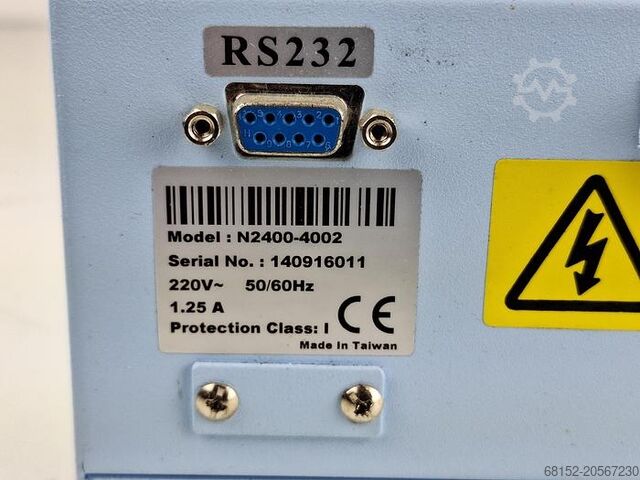 RS232
Model : N2400-4002
Serial No. : 140916011
220V~ 50/60Hz
1.25 A
Protection Class: I CE
Made In Taiwan
68152-20567230